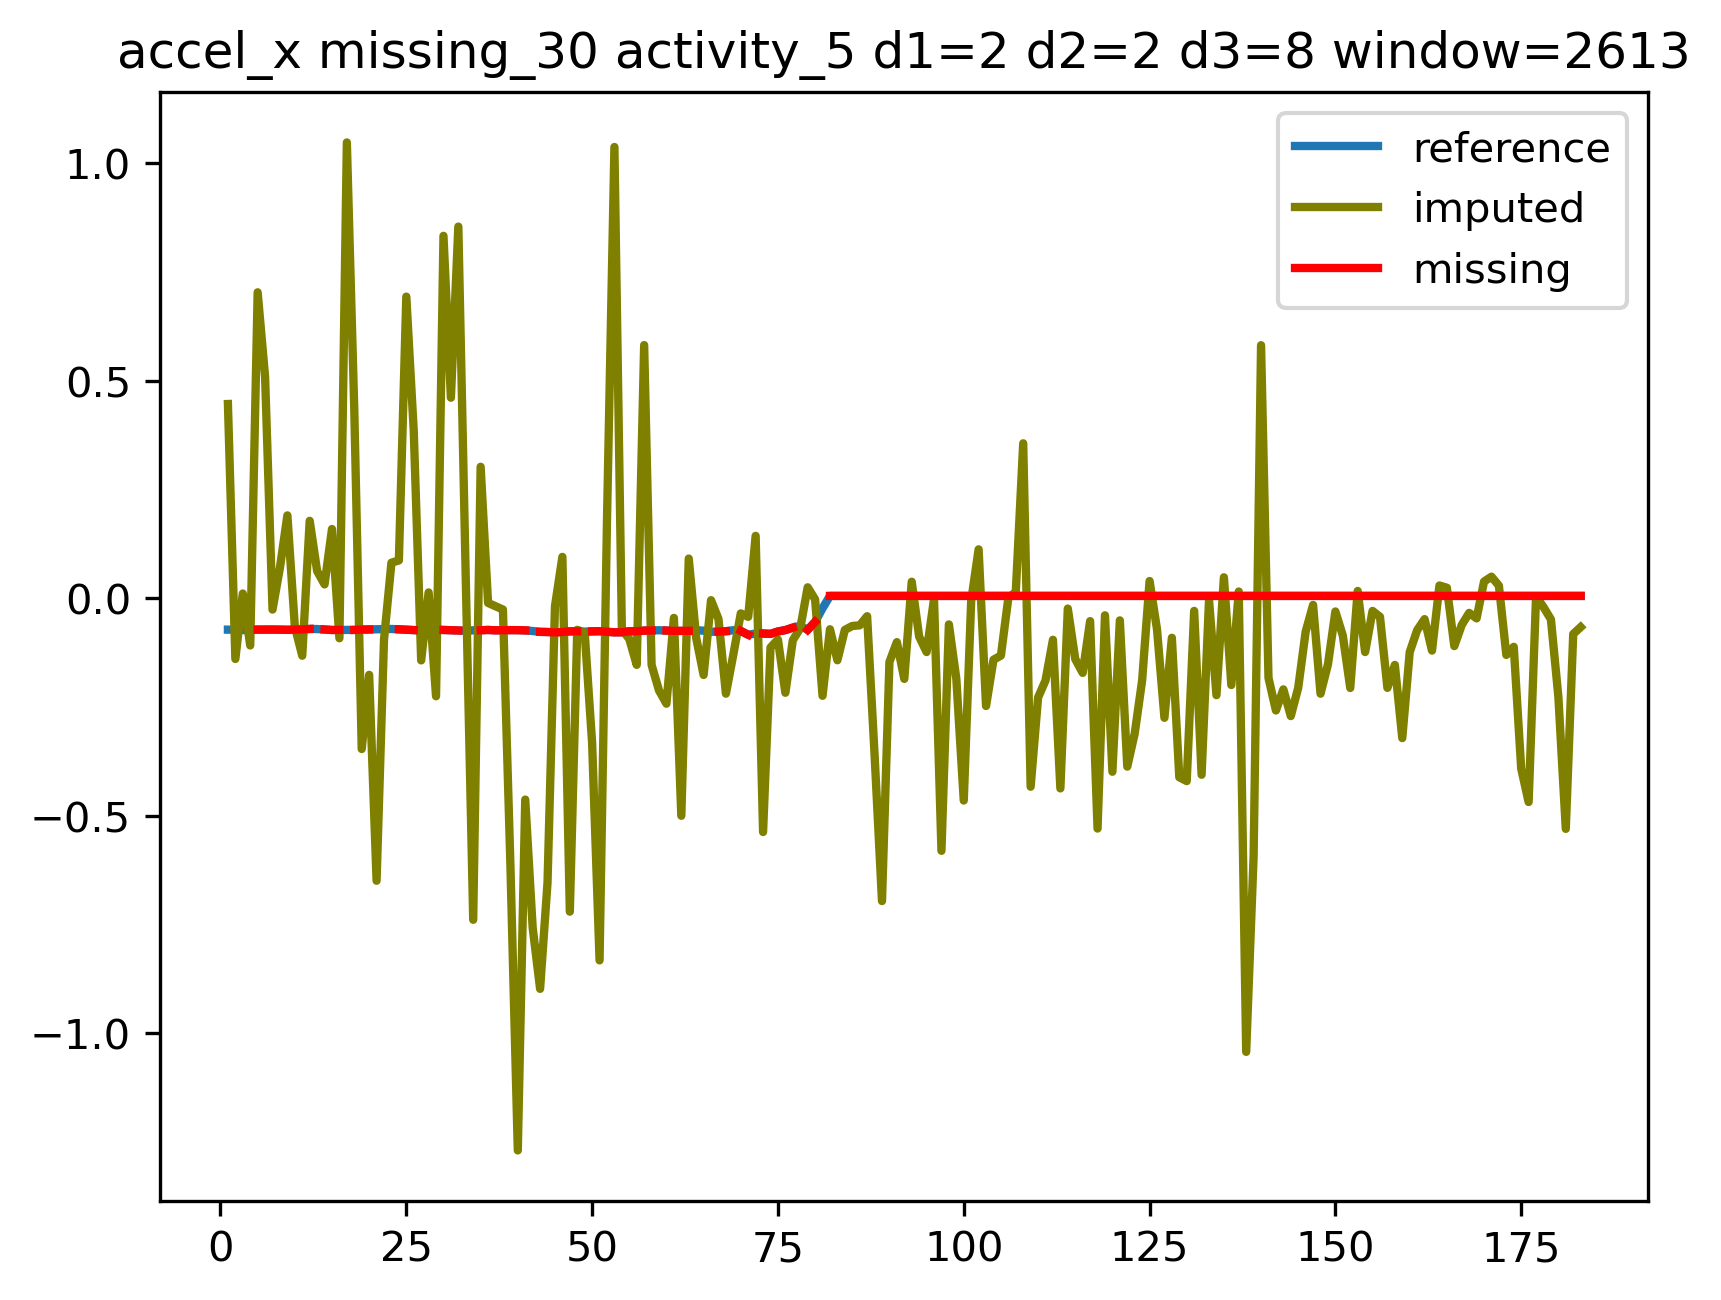 accel_x missing_30 activity_5 d1=2 d2=2 d3=8 window=2613
reference
imputed
missing
1.0
0.5
0.0
−0.5
−1.0
0 25 50 75 100 125 150 175